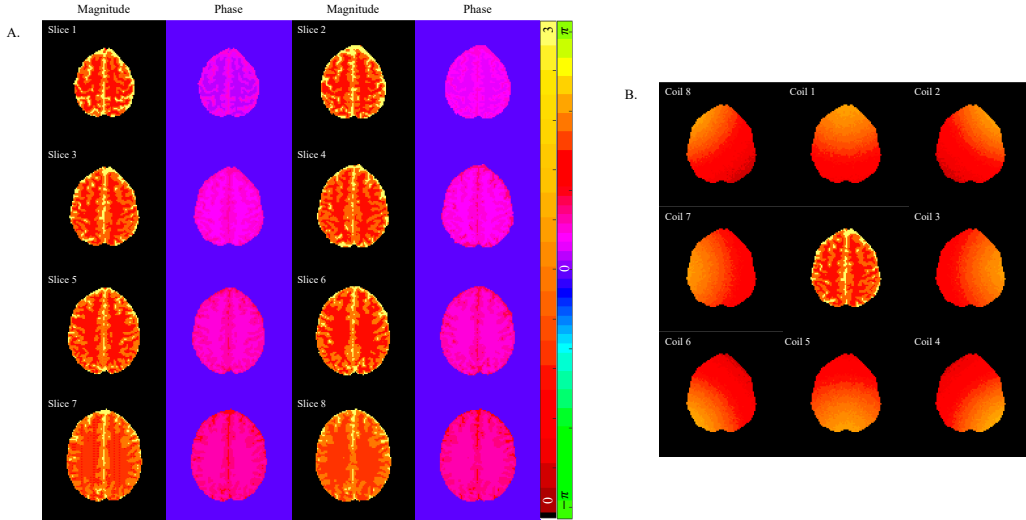 Magnitude Phase Magnitude Phase
A.
Slice 1 Slice 2
Slice 3 Slice 4
Slice 5 Slice 6
Slice 7 Slice 8
3
0
π
0
−π
B.
Coil 8 Coil 1 Coil 2
Coil 7 Coil 3
Coil 6 Coil 5 Coil 4